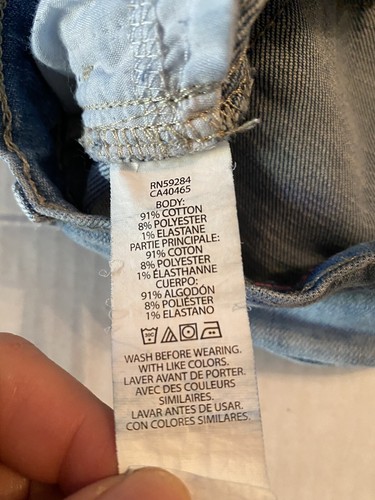 RN59284
CA40465
BODY:
91% COTTON
8% POLYESTER
1% ELASTANE
PARTIE PRINCIPALE:
91% COTON
8% POLYESTER
1% ÉLASTHANNE
CUERPO:
91% ALGODÓN
8% POLIÉSTER
1% ELASTANO
30C
WASH BEFORE WEARING.
WITH LIKE COLORS.
LAVER AVANT DE PORTER.
AVEC DES COULEURS
SIMILAIRES.
LAVAR ANTES DE USAR.
CON COLORES SIMILARES.